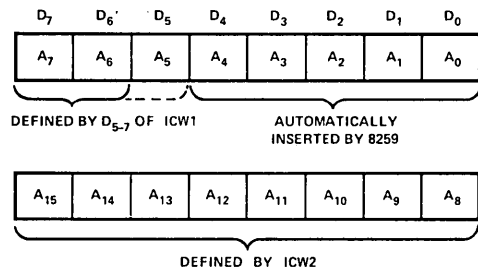 D7 D6' D5 D4 D3 D2 D1 D0
A7 A6 A5 A4 A3 A2 A1 A0
DEFINED BY D5-7 OF ICW1
AUTOMATICALLY
INSERTED BY 8259
A15 A14 A13 A12 A11 A10 A9 A8
DEFINED BY ICW2